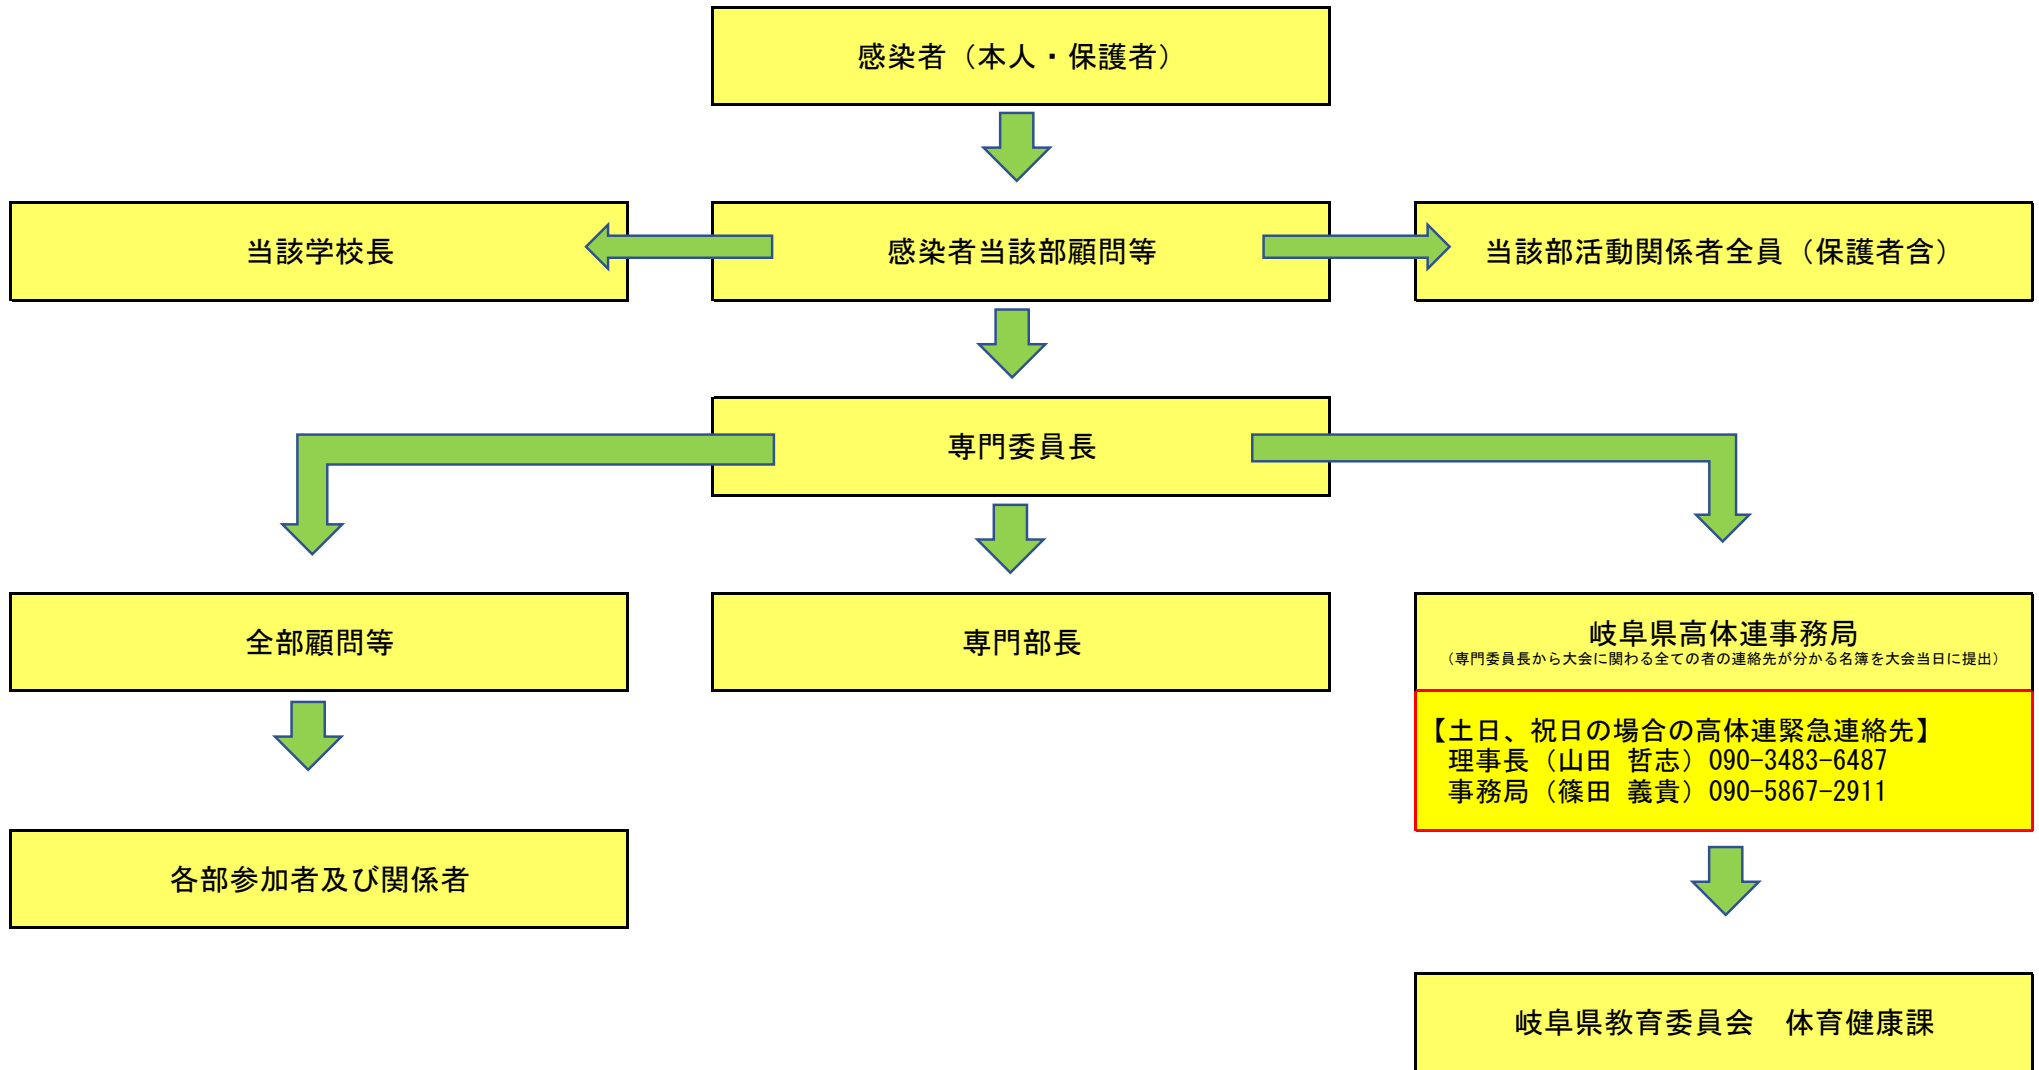 感染者（本人・保護者）
当該学校長
感染者当該部顧問等
当該部活動関係者全員（保護者含）
専門委員長
全部顧問等
専門部長
岐阜県高体連事務局
（専門委員長から大会に関わる全ての者の連絡先が分かる名簿を大会当日に提出）
【土日、祝日の場合の高体連緊急連絡先】
理事長（山田 哲志）090-3483-6487
事務局（篠田 義貴）090-5867-2911
各部参加者及び関係者
岐阜県教育委員会　体育健康課